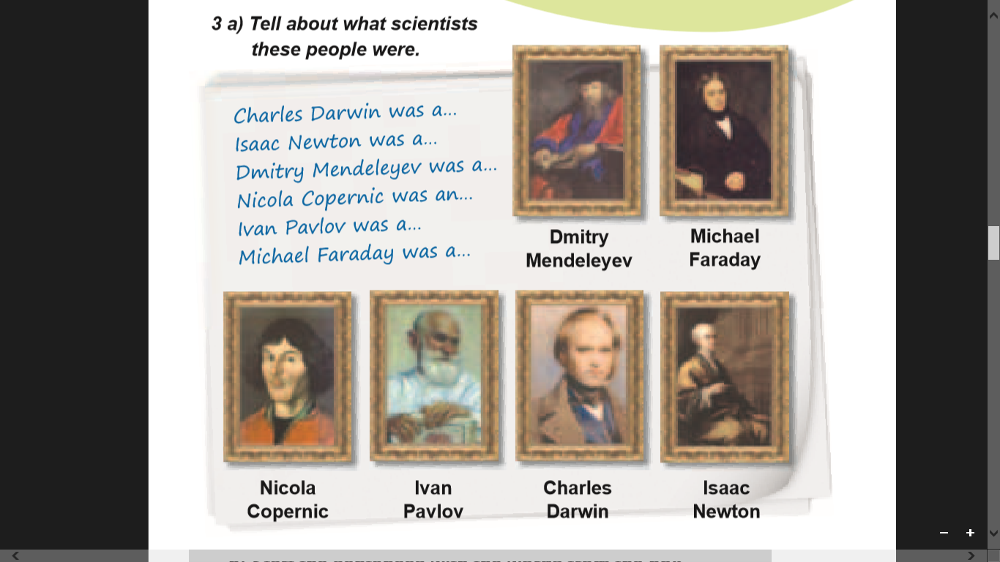 3 a) Tell about what scientists
these people were.
Charles Darwin was a...
Isaac Newton was a...
Dmitry Mendeleyev was a...
Nicola Copernic was an...
Ivan Pavlov was a...
Michael Faraday was a...
Dmitry
Mendeleyev
Michael
Faraday
Nicola
Copernic
Ivan
Pavlov
Charles
Darwin
Isaac
Newton